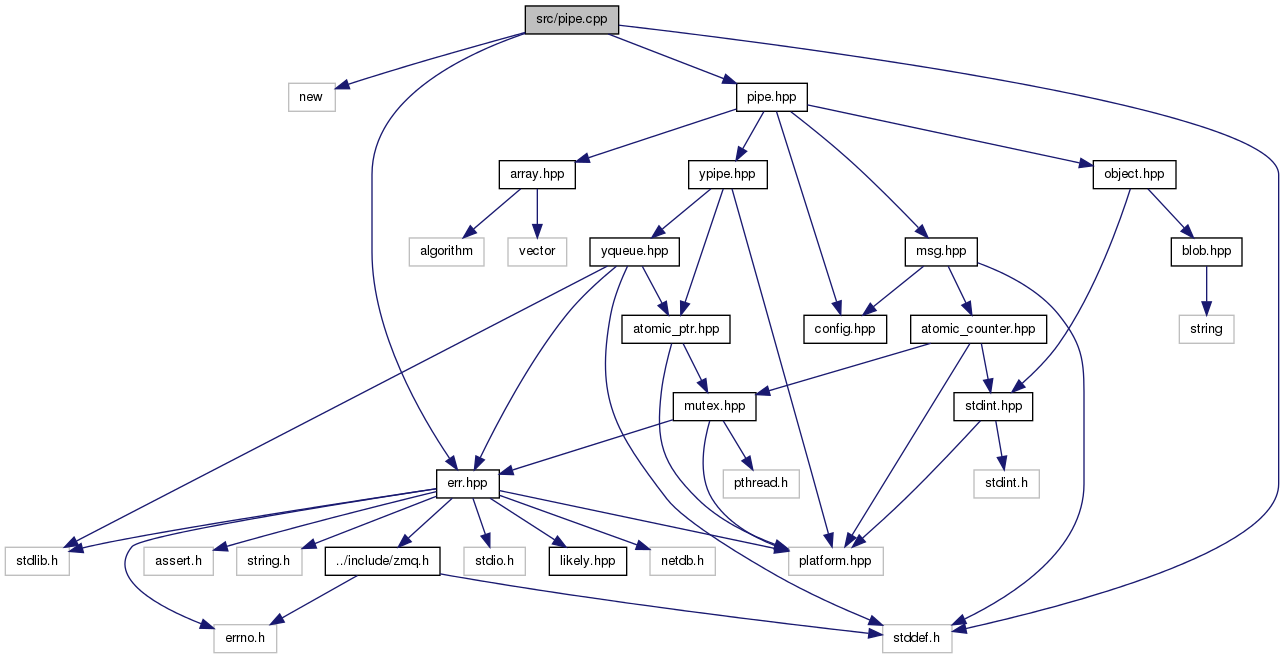 src/pipe.cpp
new
pipe.hpp
array.hpp
ypipe.hpp
object.hpp
algorithm
vector
yqueue.hpp
msg.hpp
blob.hpp
atomic_ptr.hpp
config.hpp
atomic_counter.hpp
string
mutex.hpp
stdint.hpp
err.hpp
pthread.h
stdint.h
stdlib.h
assert.h
string.h
../include/zmq.h
stdio.h
likely.hpp
netdb.h
platform.hpp
errno.h
stddef.h